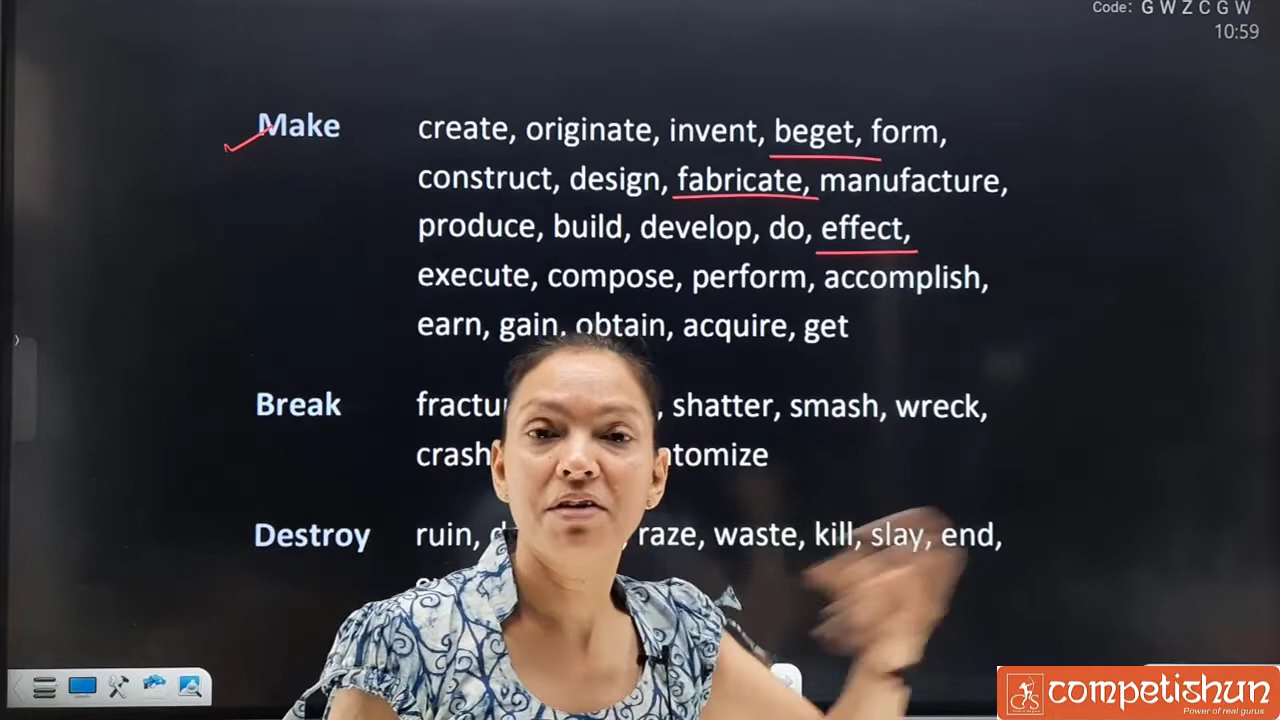 Code: G W Z C G W
10:59
Make create, originate, invent, beget, form,
construct, design, fabricate, manufacture,
produce, build, develop, do, effect,
execute, compose, perform, accomplish,
earn, gain, obtain, acquire, get
Break shatter, smash, wreck,
crash
Destroy ruin, raze, waste, kill, slay, end,
competishun
Power of real gurus